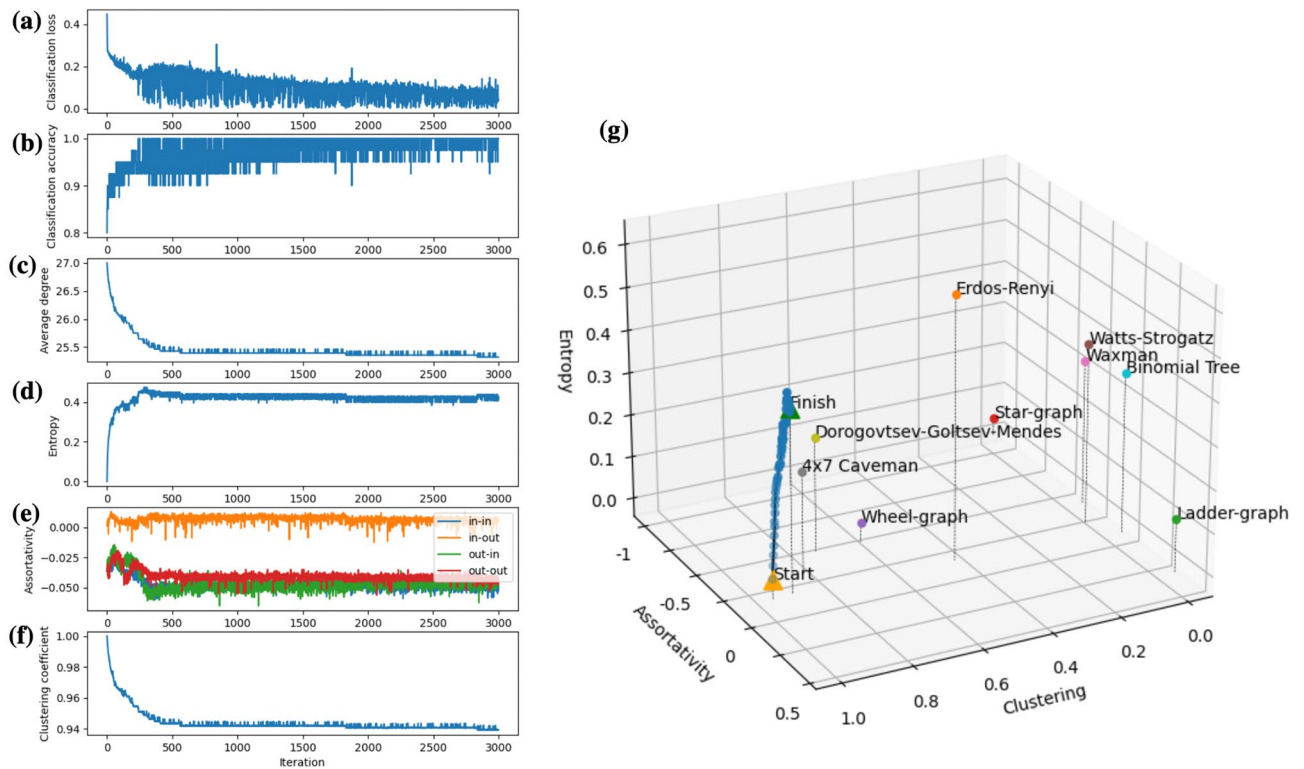 (a)
Classification loss
0.4
0.2
0.0
0 500 1000 1500 2000 2500 3000
(b)
Classification accuracy
1.0
0.9
0.8
0 500 1000 1500 2000 2500 3000
(c)
Average degree
27.0
26.5
26.0
25.5
0 500 1000 1500 2000 2500 3000
(d)
Entropy
0.4
0.2
0.0
0 500 1000 1500 2000 2500 3000
(e)
Assortativity
0.000
-0.025
-0.050
in-in
in-out
out-in
out-out
0 500 1000 1500 2000 2500 3000
(f)
Clustering coefficient
1.00
0.98
0.96
0.94
0 500 1000 1500 2000 2500 3000
Iteration
(g)
Entropy
0.6
0.5
0.4
0.3
0.2
0.1
0.0
Erdos-Renyi
Watts-Strogatz
Waxman
Binomial Tree
Finish
Star-graph
Dorogovtsev-Goltsev-Mendes
4x7 Caveman
Wheel-graph
Ladder-graph
Start
-1
-0.5
0
0.5
Assortativity
1.0
0.8
0.6
0.4
0.2
0.0
Clustering